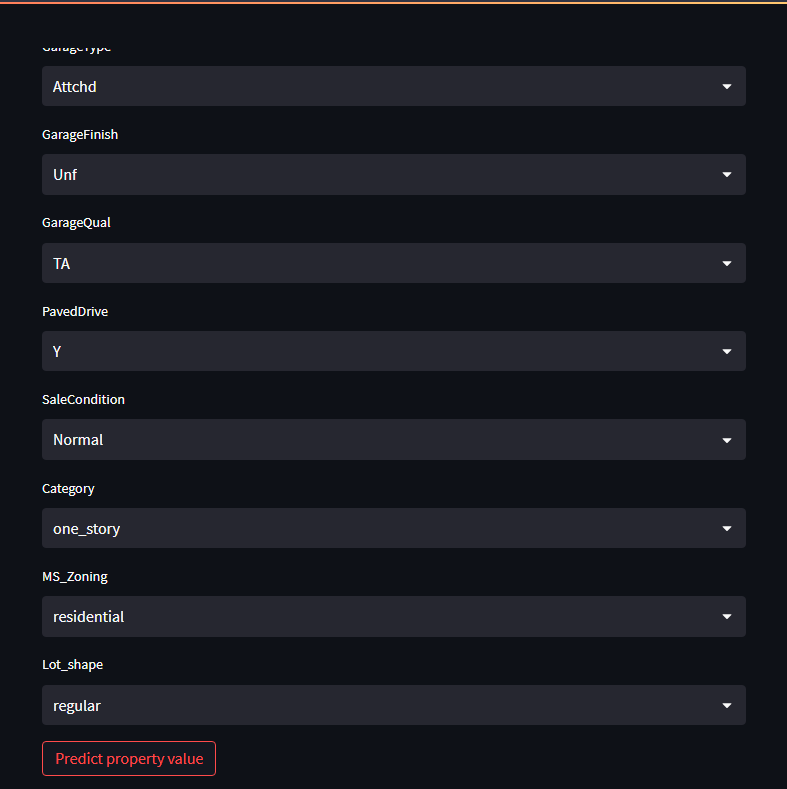 GarageType
Attchd
GarageFinish
Unf
GarageQual
TA
PavedDrive
Y
SaleCondition
Normal
Category
one_story
MS_Zoning
residential
Lot_shape
regular
Predict property value